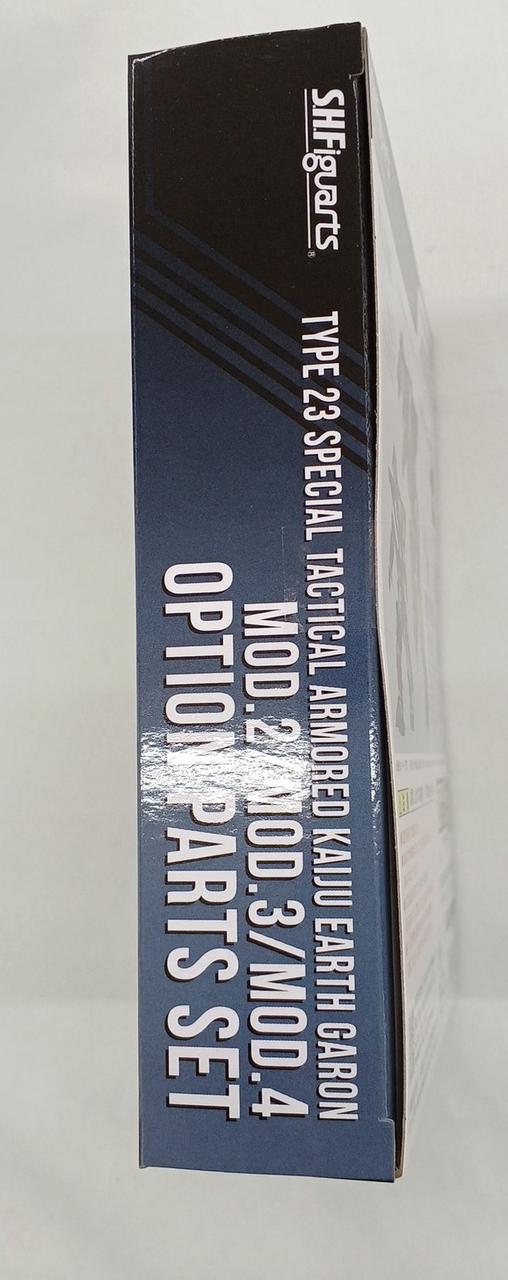 S.H.Figuarts®
TYPE 23 SPECIAL TACTICAL ARMORED KAIJU EARTH GARON
MOD.2/MOD.3/MOD.4
OPTION PARTS SET